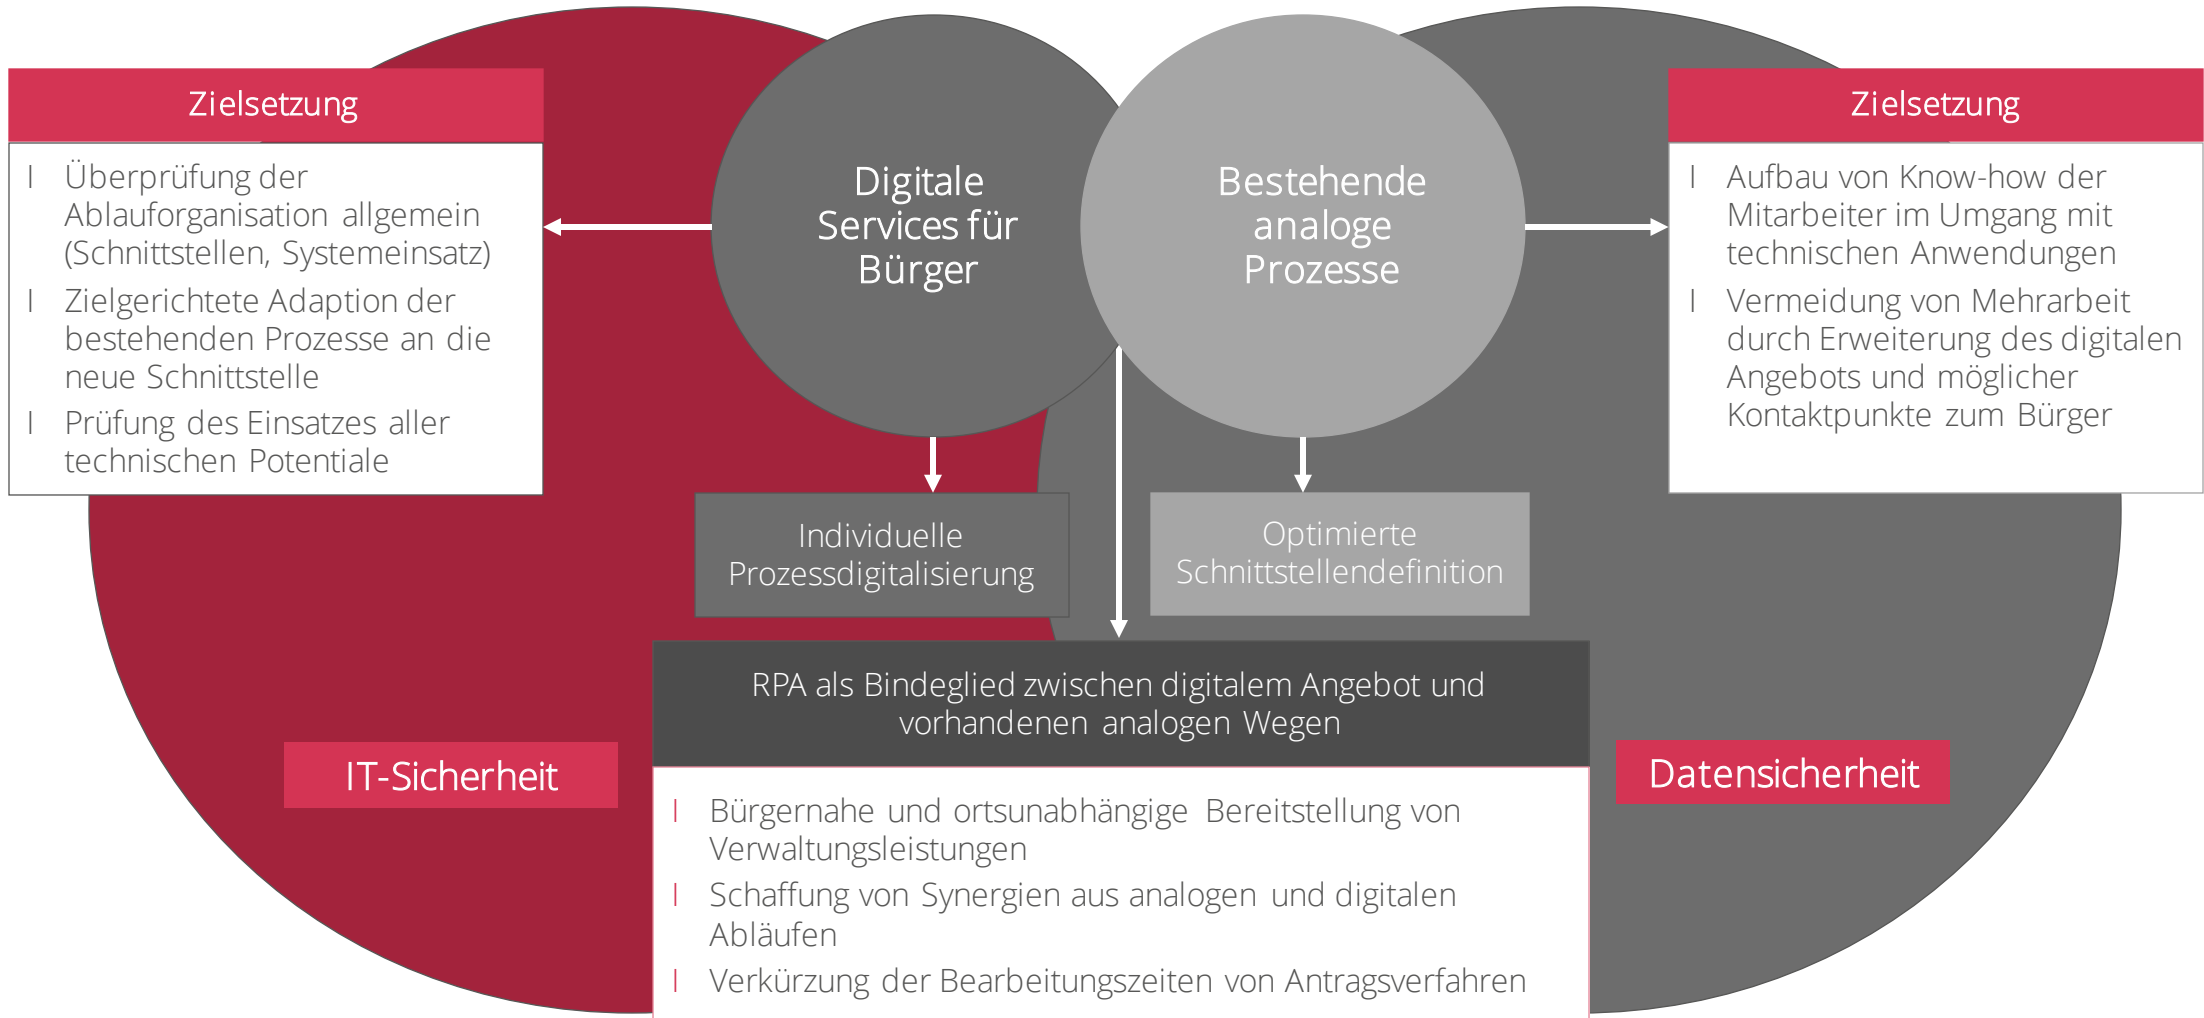 Zielsetzung
l Überprüfung der
Ablauforganisation allgemein
(Schnittstellen, Systemeinsatz)
l Zielgerichtete Adaption der
bestehenden Prozesse an die
neue Schnittstelle
l Prüfung des Einsatzes aller
technischen Potentiale
Digitale
Services für
Bürger
Bestehende
analoge
Prozesse
Zielsetzung
l Aufbau von Know-how der
Mitarbeiter im Umgang mit
technischen Anwendungen
l Vermeidung von Mehrarbeit
durch Erweiterung des digitalen
Angebots und möglicher
Kontaktpunkte zum Bürger
Individuelle
Prozessdigitalisierung
Optimierte
Schnittstellendefinition
RPA als Bindeglied zwischen digitalem Angebot und
vorhandenen analogen Wegen
IT-Sicherheit
Datensicherheit
l Bürgernahe und ortsunabhängige Bereitstellung von
Verwaltungsleistungen
l Schaffung von Synergien aus analogen und digitalen
Abläufen
l Verkürzung der Bearbeitungszeiten von Antragsverfahren